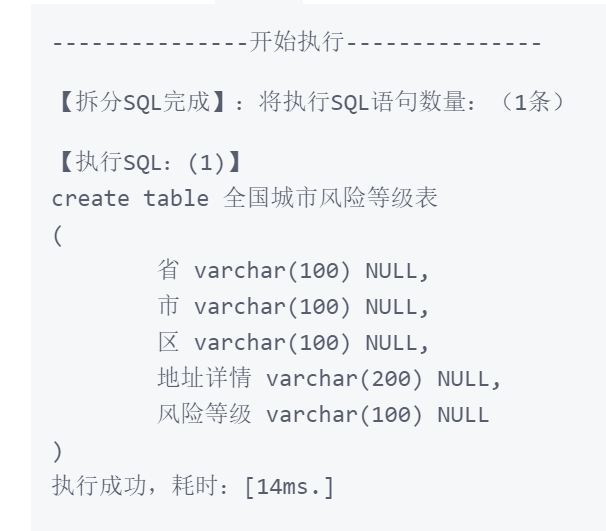 ---------------开始执行---------------
【拆分SQL完成】：将执行SQL语句数量：（1条）
【执行SQL：(1)】
create table 全国城市风险等级表
(
省 varchar(100) NULL,
市 varchar(100) NULL,
区 varchar(100) NULL,
地址详情 varchar(200) NULL,
风险等级 varchar(100) NULL
)
执行成功，耗时：[14ms.]